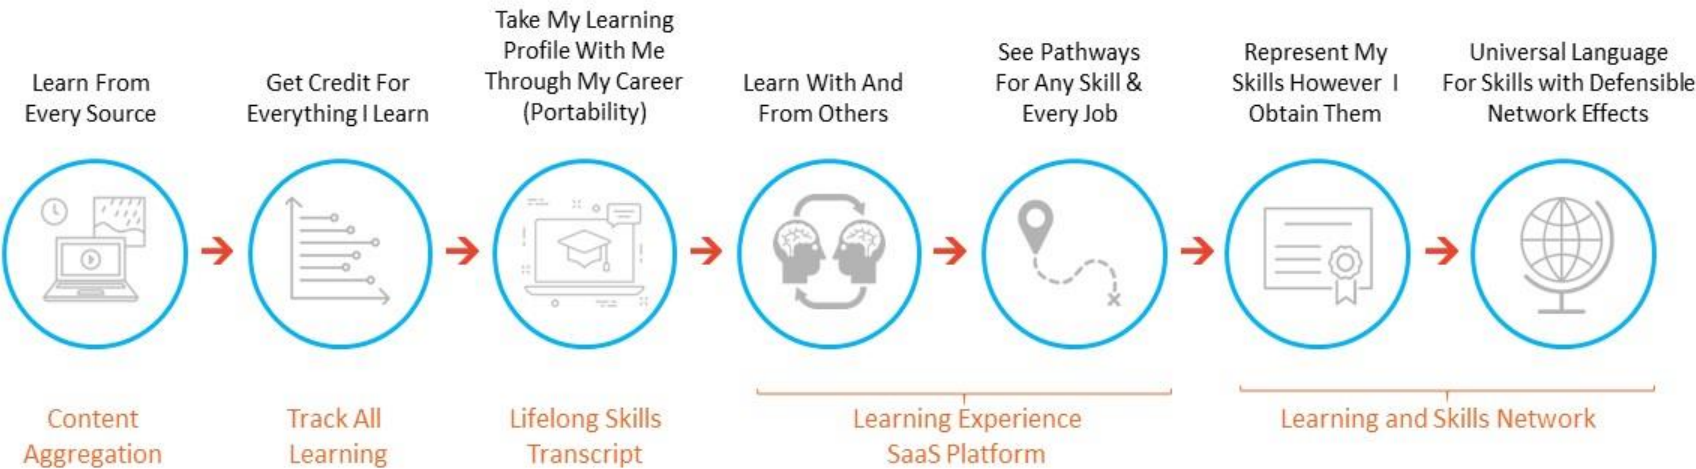 Learn From
Every Source
Get Credit For
Everything I Learn
Take My Learning
Profile With Me
Through My Career
(Portability)
Learn With And
From Others
See Pathways
For Any Skill &
Every Job
Represent My
Skills However I
Obtain Them
Universal Language
For Skills with Defensible
Network Effects
Content
Aggregation
Track All
Learning
Lifelong Skills
Transcript
Learning Experience
SaaS Platform
Learning and Skills Network